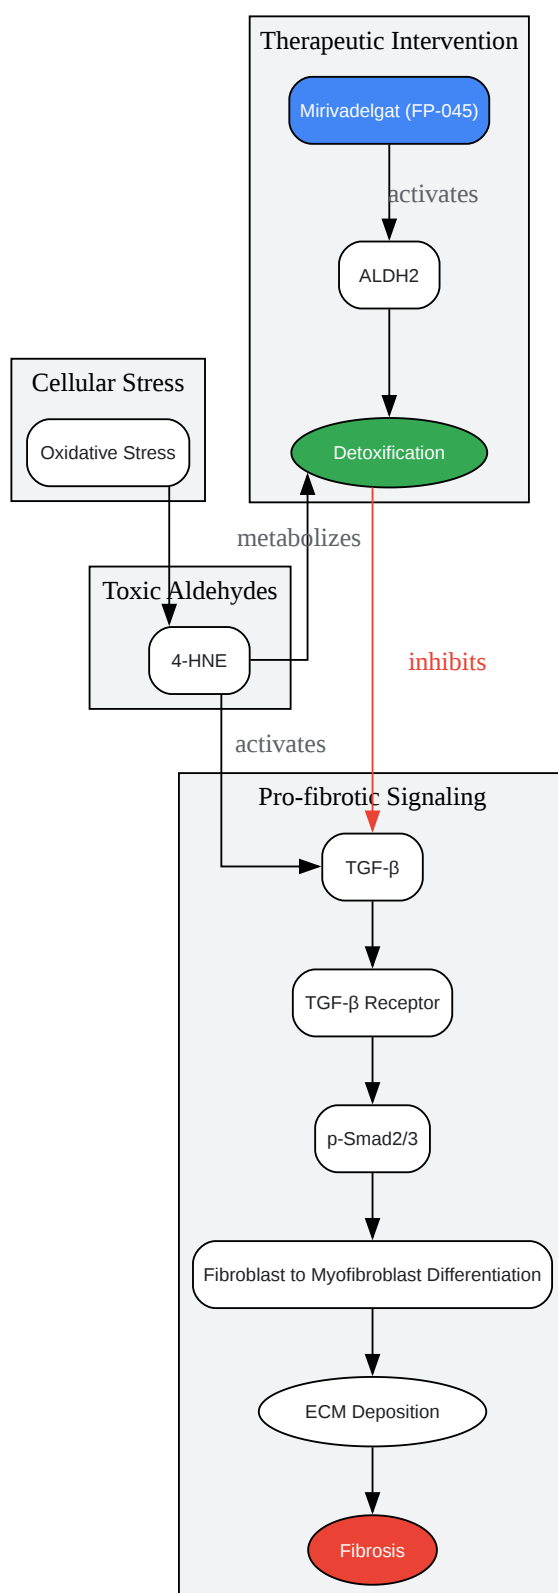 Therapeutic Intervention
Mirivadelgat (FP-045)
activates
ALDH2
Cellular Stress
Oxidative Stress
Detoxification
metabolizes
Toxic Aldehydes
4-HNE
inhibits
activates
Pro-fibrotic Signaling
TGF-β
TGF-β Receptor
p-Smad2/3
Fibroblast to Myofibroblast Differentiation
ECM Deposition
Fibrosis